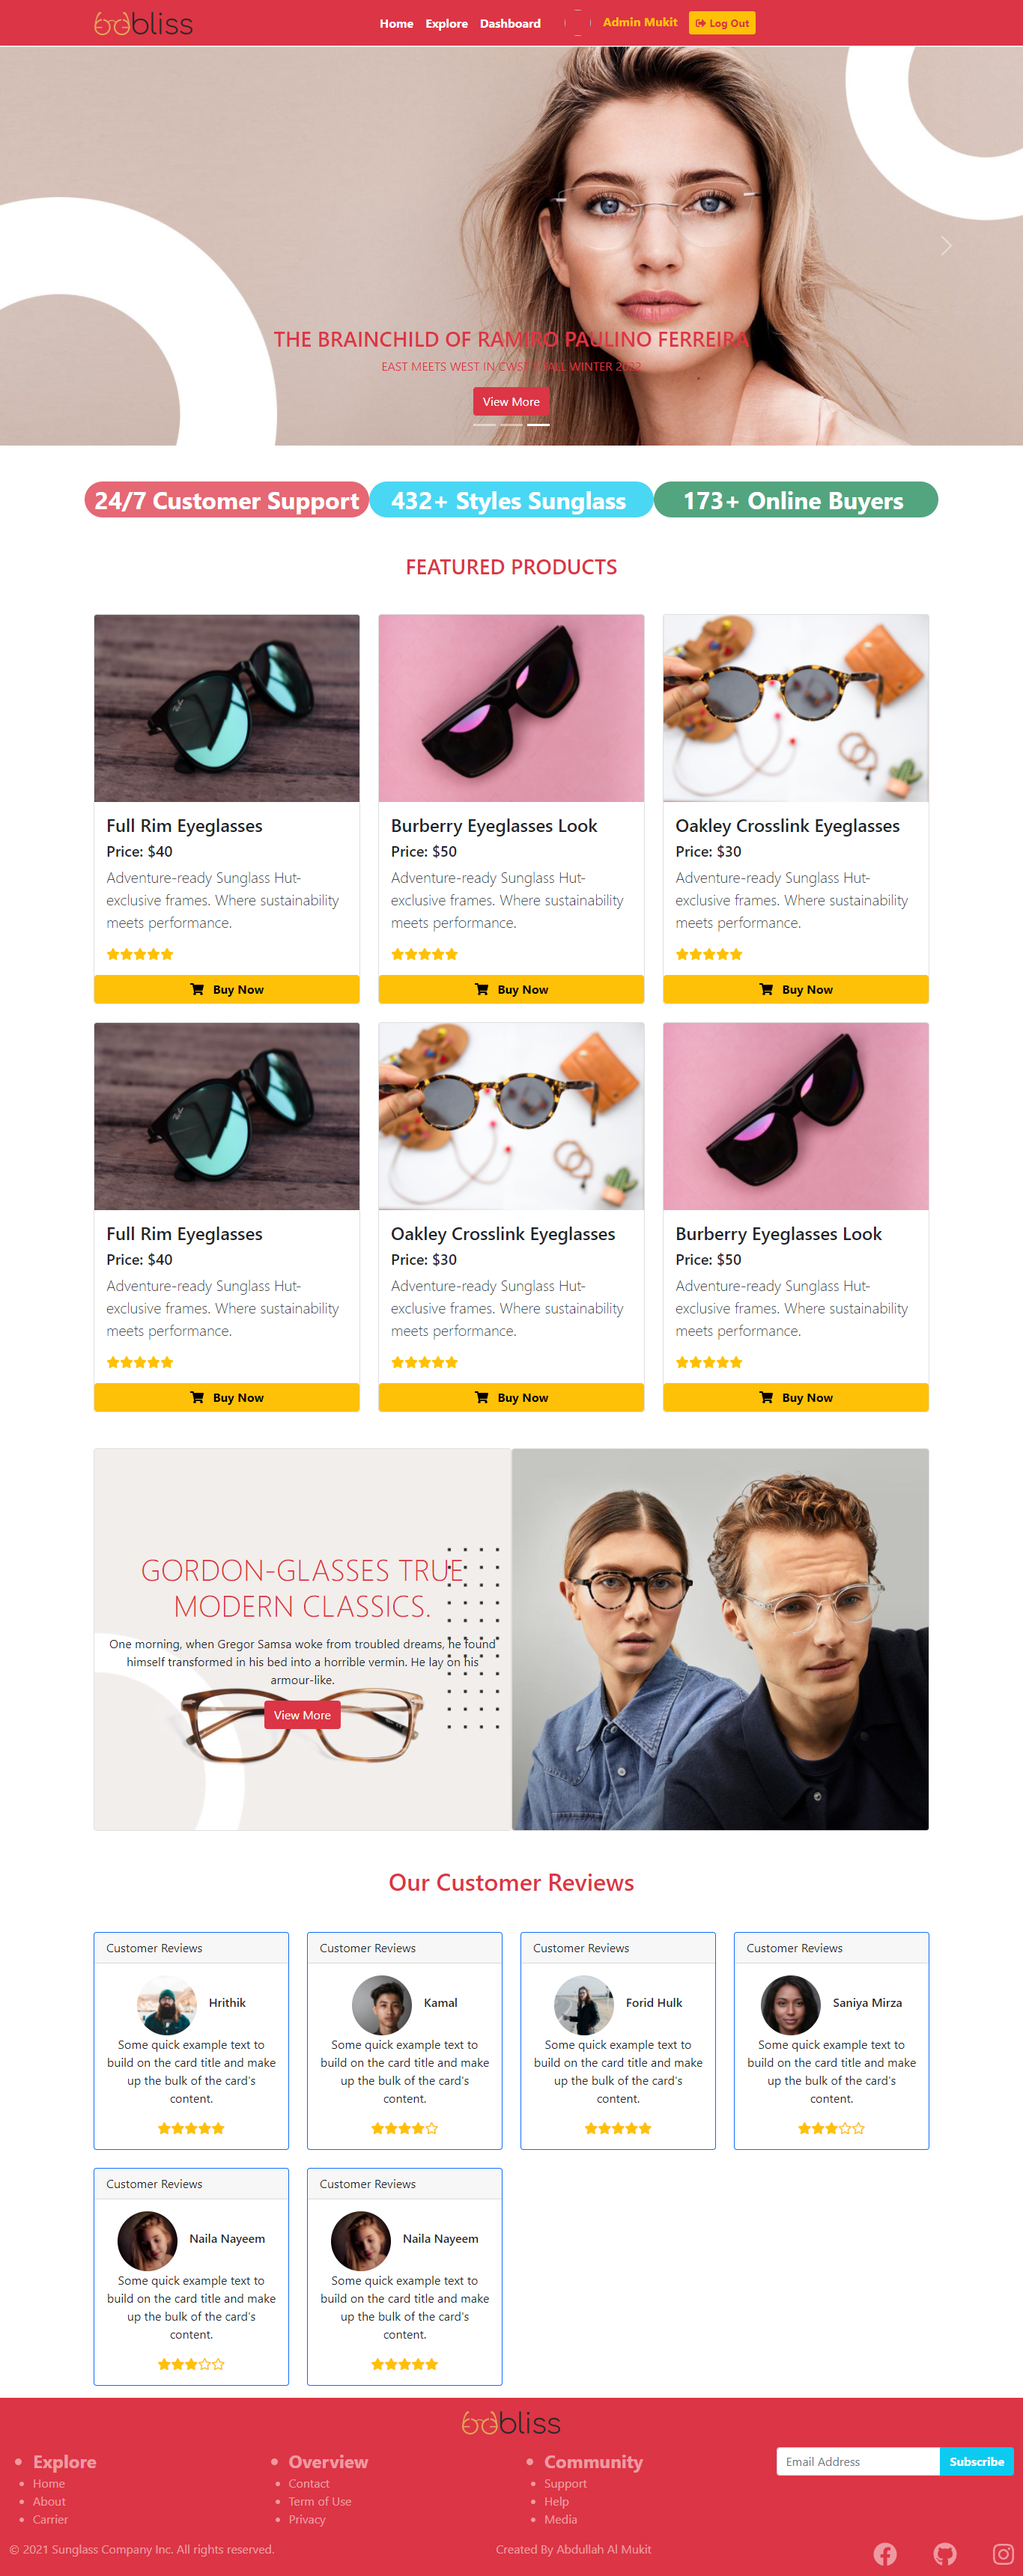 bliss
Home Explore Dashboard Admin Mukit Log Out
THE BRAINCHILD OF RAMIRO PAULINO FERREIRA
EAST MEETS WEST IN FALL WINTER 2022
View More
24/7 Customer Support
432+ Styles Sunglass
173+ Online Buyers
FEATURED PRODUCTS
Full Rim Eyeglasses
Price: $40
Adventure-ready Sunglass Hut-
exclusive frames. Where sustainability
meets performance.
Buy Now
Burberry Eyeglasses Look
Price: $50
Adventure-ready Sunglass Hut-
exclusive frames. Where sustainability
meets performance.
Buy Now
Oakley Crosslink Eyeglasses
Price: $30
Adventure-ready Sunglass Hut-
exclusive frames. Where sustainability
meets performance.
Buy Now
Full Rim Eyeglasses
Price: $40
Adventure-ready Sunglass Hut-
exclusive frames. Where sustainability
meets performance.
Buy Now
Oakley Crosslink Eyeglasses
Price: $30
Adventure-ready Sunglass Hut-
exclusive frames. Where sustainability
meets performance.
Buy Now
Burberry Eyeglasses Look
Price: $50
Adventure-ready Sunglass Hut-
exclusive frames. Where sustainability
meets performance.
Buy Now
GORDON-GLASSES TRUE
MODERN CLASSICS.
One morning, when Gregor Samsa woke from troubled dreams, he found
himself transformed in his bed into a horrible vermin. He lay on his
armour-like.
View More
Our Customer Reviews
Customer Reviews
Hrithik
Some quick example text to
build on the card title and make
up the bulk of the card's
content.
Customer Reviews
Kamal
Some quick example text to
build on the card title and make
up the bulk of the card's
content.
Customer Reviews
Forid Hulk
Some quick example text to
build on the card title and make
up the bulk of the card's
content.
Customer Reviews
Saniya Mirza
Some quick example text to
build on the card title and make
up the bulk of the card's
content.
Customer Reviews
Naila Nayeem
Some quick example text to
build on the card title and make
up the bulk of the card's
content.
Customer Reviews
Naila Nayeem
Some quick example text to
build on the card title and make
up the bulk of the card's
content.
bliss
Explore
Home
About
Carrier
Overview
Contact
Term of Use
Privacy
Community
Support
Help
Media
Email Address Subscribe
© 2021 Sunglass Company Inc. All rights reserved.
Created By Abdullah Al Mukit